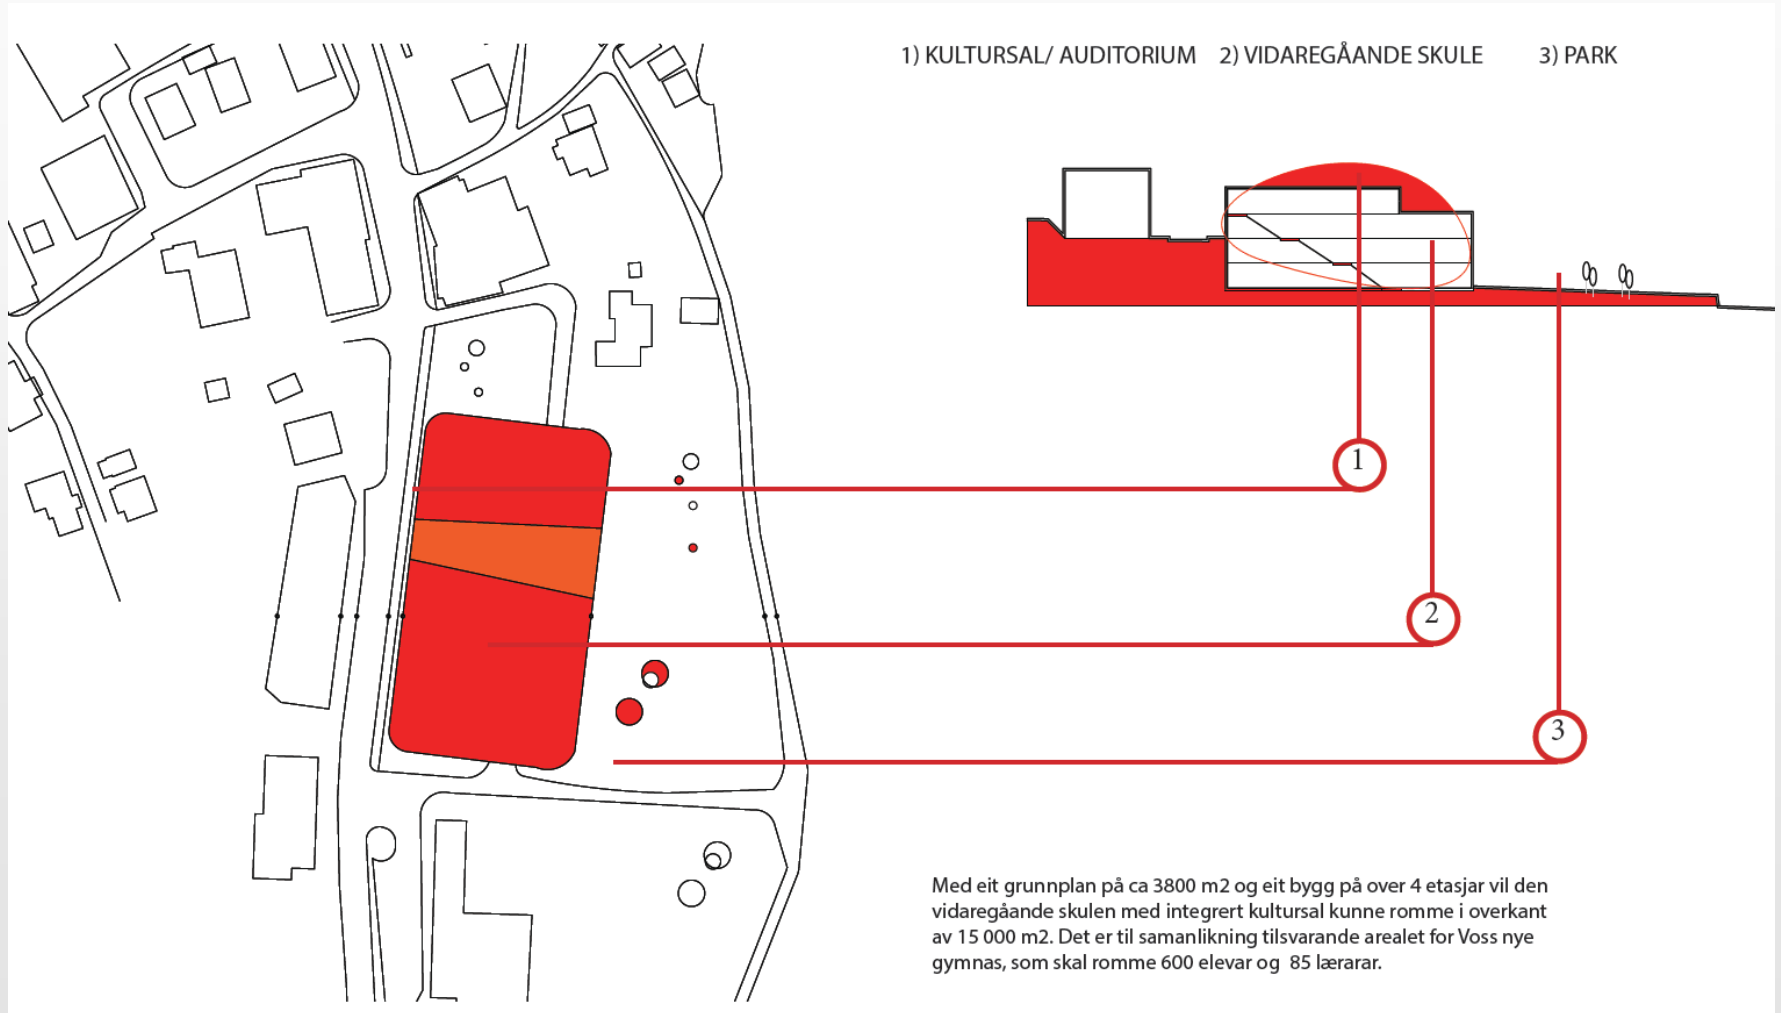 1) KULTURSAL/ AUDITORIUM 2) VIDAREGÅANDE SKULE 3) PARK
1
2
3
Med eit grunnplan på ca 3800 m2 og eit bygg på over 4 etasjar vil den
vidaregåande skulen med integrert kultursal kunne romme i overkant
av 15 000 m2. Det er til samanlikning tilsvarande arealet for Voss nye
gymnas, som skal romme 600 elevar og 85 lærarar.